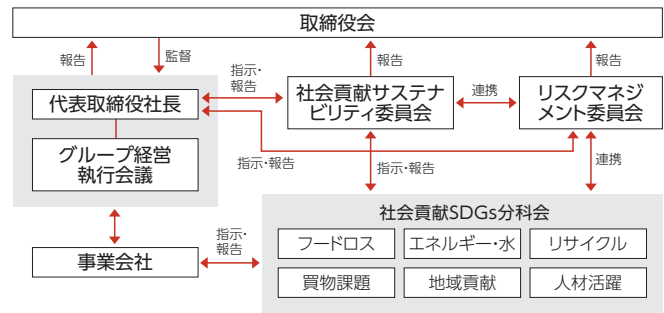 取締役会
報告
監督
報告
報告
代表取締役社長
指示・
報告
社会貢献サステナ
ビリティ委員会
連携
リスクマネジ
メント委員会
グループ経営
執行会議
指示・報告
指示・報告
連携
社会貢献SDGs分科会
事業会社
指示・
報告
フードロス
エネルギー・水
リサイクル
買物課題
地域貢献
人材活躍